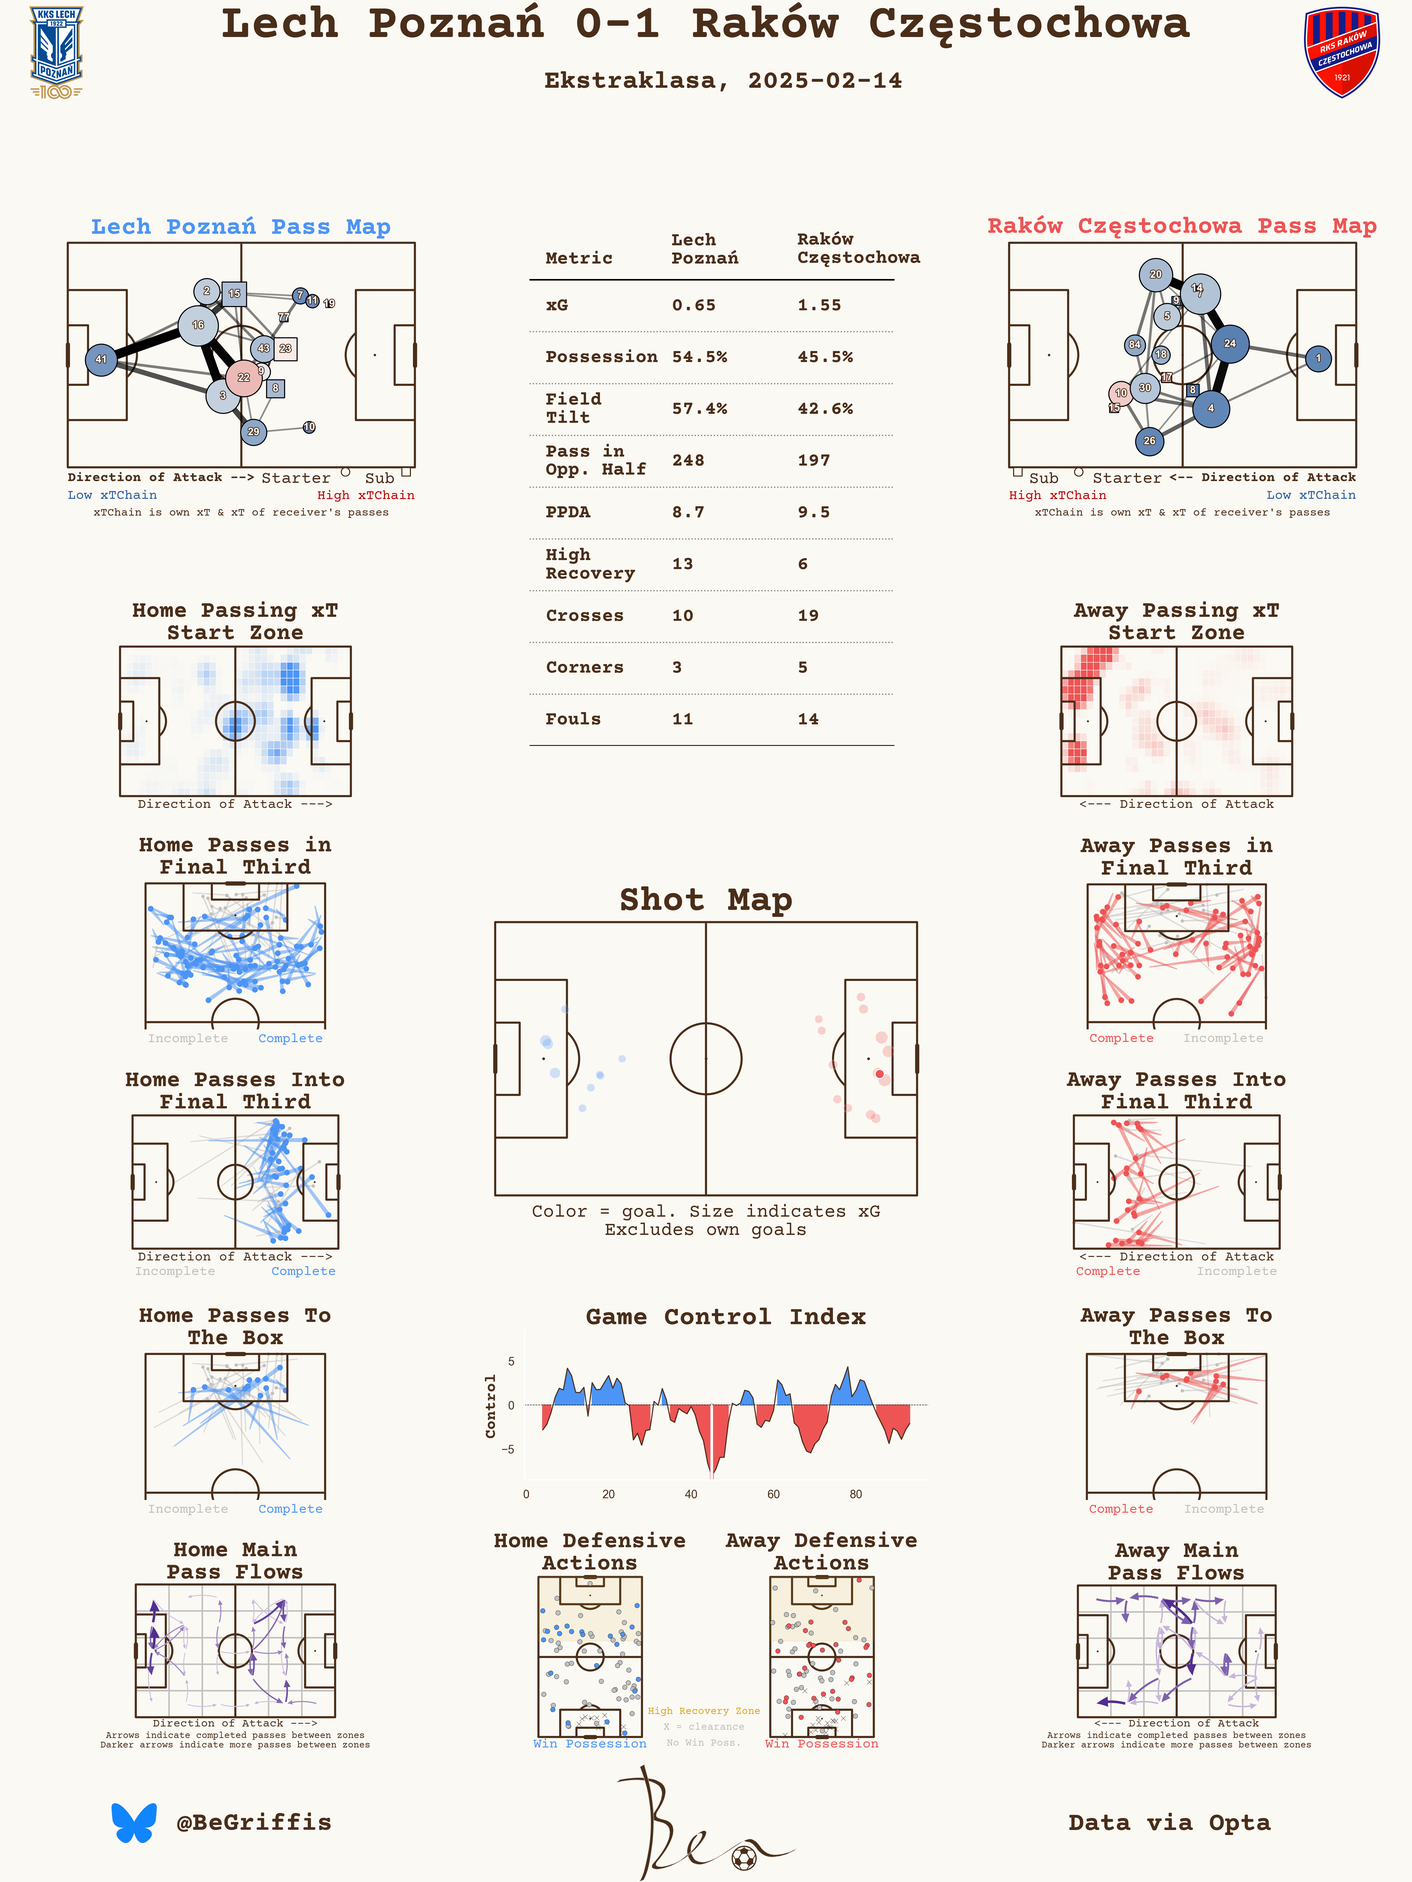 Lech Poznań 0-1 Raków Częstochowa
Ekstraklasa, 2025-02-14
KKS LECH
1922
POZNAŃ
100
RKS RAKÓW
CZĘSTOCHOWA
1921
Lech Poznań Pass Map
2
15
7
11
19
77
16
43
23
41
9
22
3
8
29
10
Direction of Attack --> Starter Sub
Low xTChain High xTChain
xTChain is own xT & xT of receiver's passes
Metric Lech Poznań Raków Częstochowa
xG 0.65 1.55
Possession 54.5% 45.5%
Field Tilt 57.4% 42.6%
Pass in Opp. Half 248 197
PPDA 8.7 9.5
High Recovery 13 6
Crosses 10 19
Corners 3 5
Fouls 11 14
Raków Częstochowa Pass Map
20
14
7
9
5
84
18
24
1
17
10
30
8
15
4
26
Sub Starter <-- Direction of Attack
High xTChain Low xTChain
xTChain is own xT & xT of receiver's passes
Home Passing xT
Start Zone
Direction of Attack --->
Away Passing xT
Start Zone
<--- Direction of Attack
Home Passes in
Final Third
Incomplete Complete
Away Passes in
Final Third
Complete Incomplete
Shot Map
Color = goal. Size indicates xG
Excludes own goals
Home Passes Into
Final Third
Direction of Attack --->
Incomplete Complete
Away Passes Into
Final Third
<--- Direction of Attack
Complete Incomplete
Home Passes To
The Box
Incomplete Complete
Game Control Index
Control
5
0
−5
0 20 40 60 80
Away Passes To
The Box
Complete Incomplete
Home Main
Pass Flows
Direction of Attack --->
Arrows indicate completed passes between zones
Darker arrows indicate more passes between zones
Home Defensive
Actions
Win Possession
High Recovery Zone
X = clearance
No Win Poss.
Away Defensive
Actions
Win Possession
Away Main
Pass Flows
<--- Direction of Attack
Arrows indicate completed passes between zones
Darker arrows indicate more passes between zones
@BeGriffis
Ben
Data via Opta